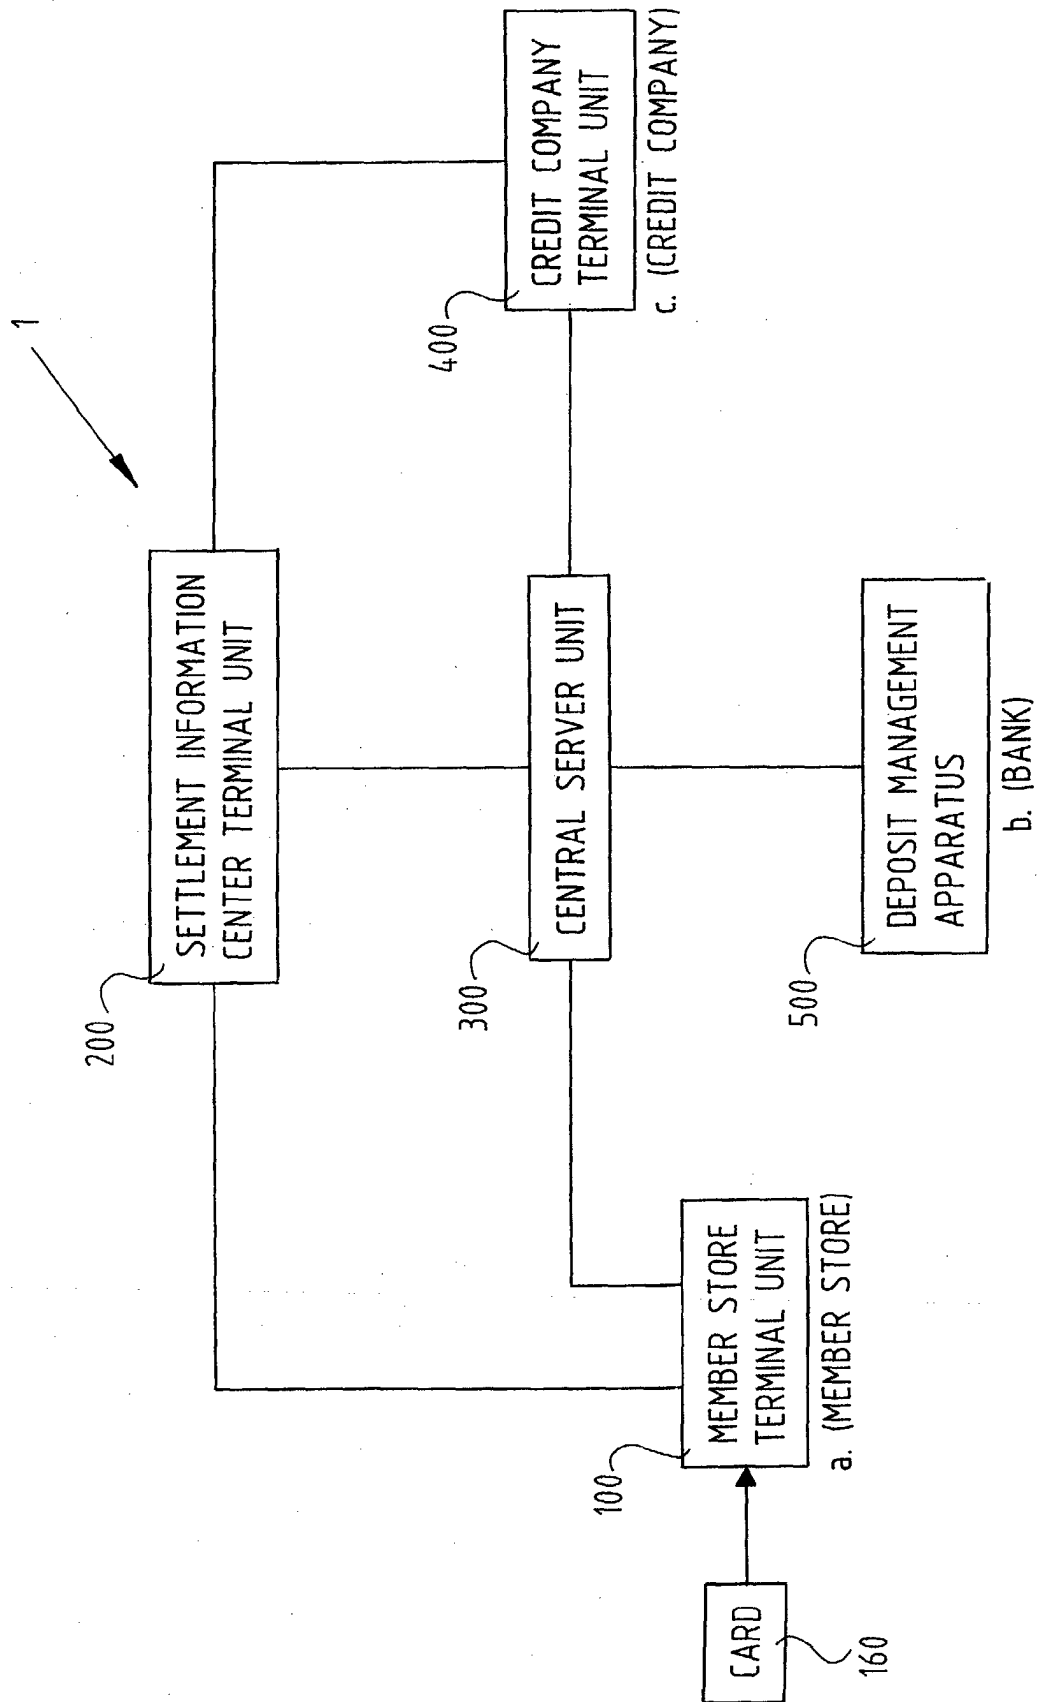 1
200
SETTLEMENT INFORMATION
CENTER TERMINAL UNIT
400
CREDIT COMPANY
TERMINAL UNIT
c. (CREDIT COMPANY)
300
CENTRAL SERVER UNIT
100
MEMBER STORE
TERMINAL UNIT
a. (MEMBER STORE)
CARD
160
500
DEPOSIT MANAGEMENT
APPARATUS
b. (BANK)